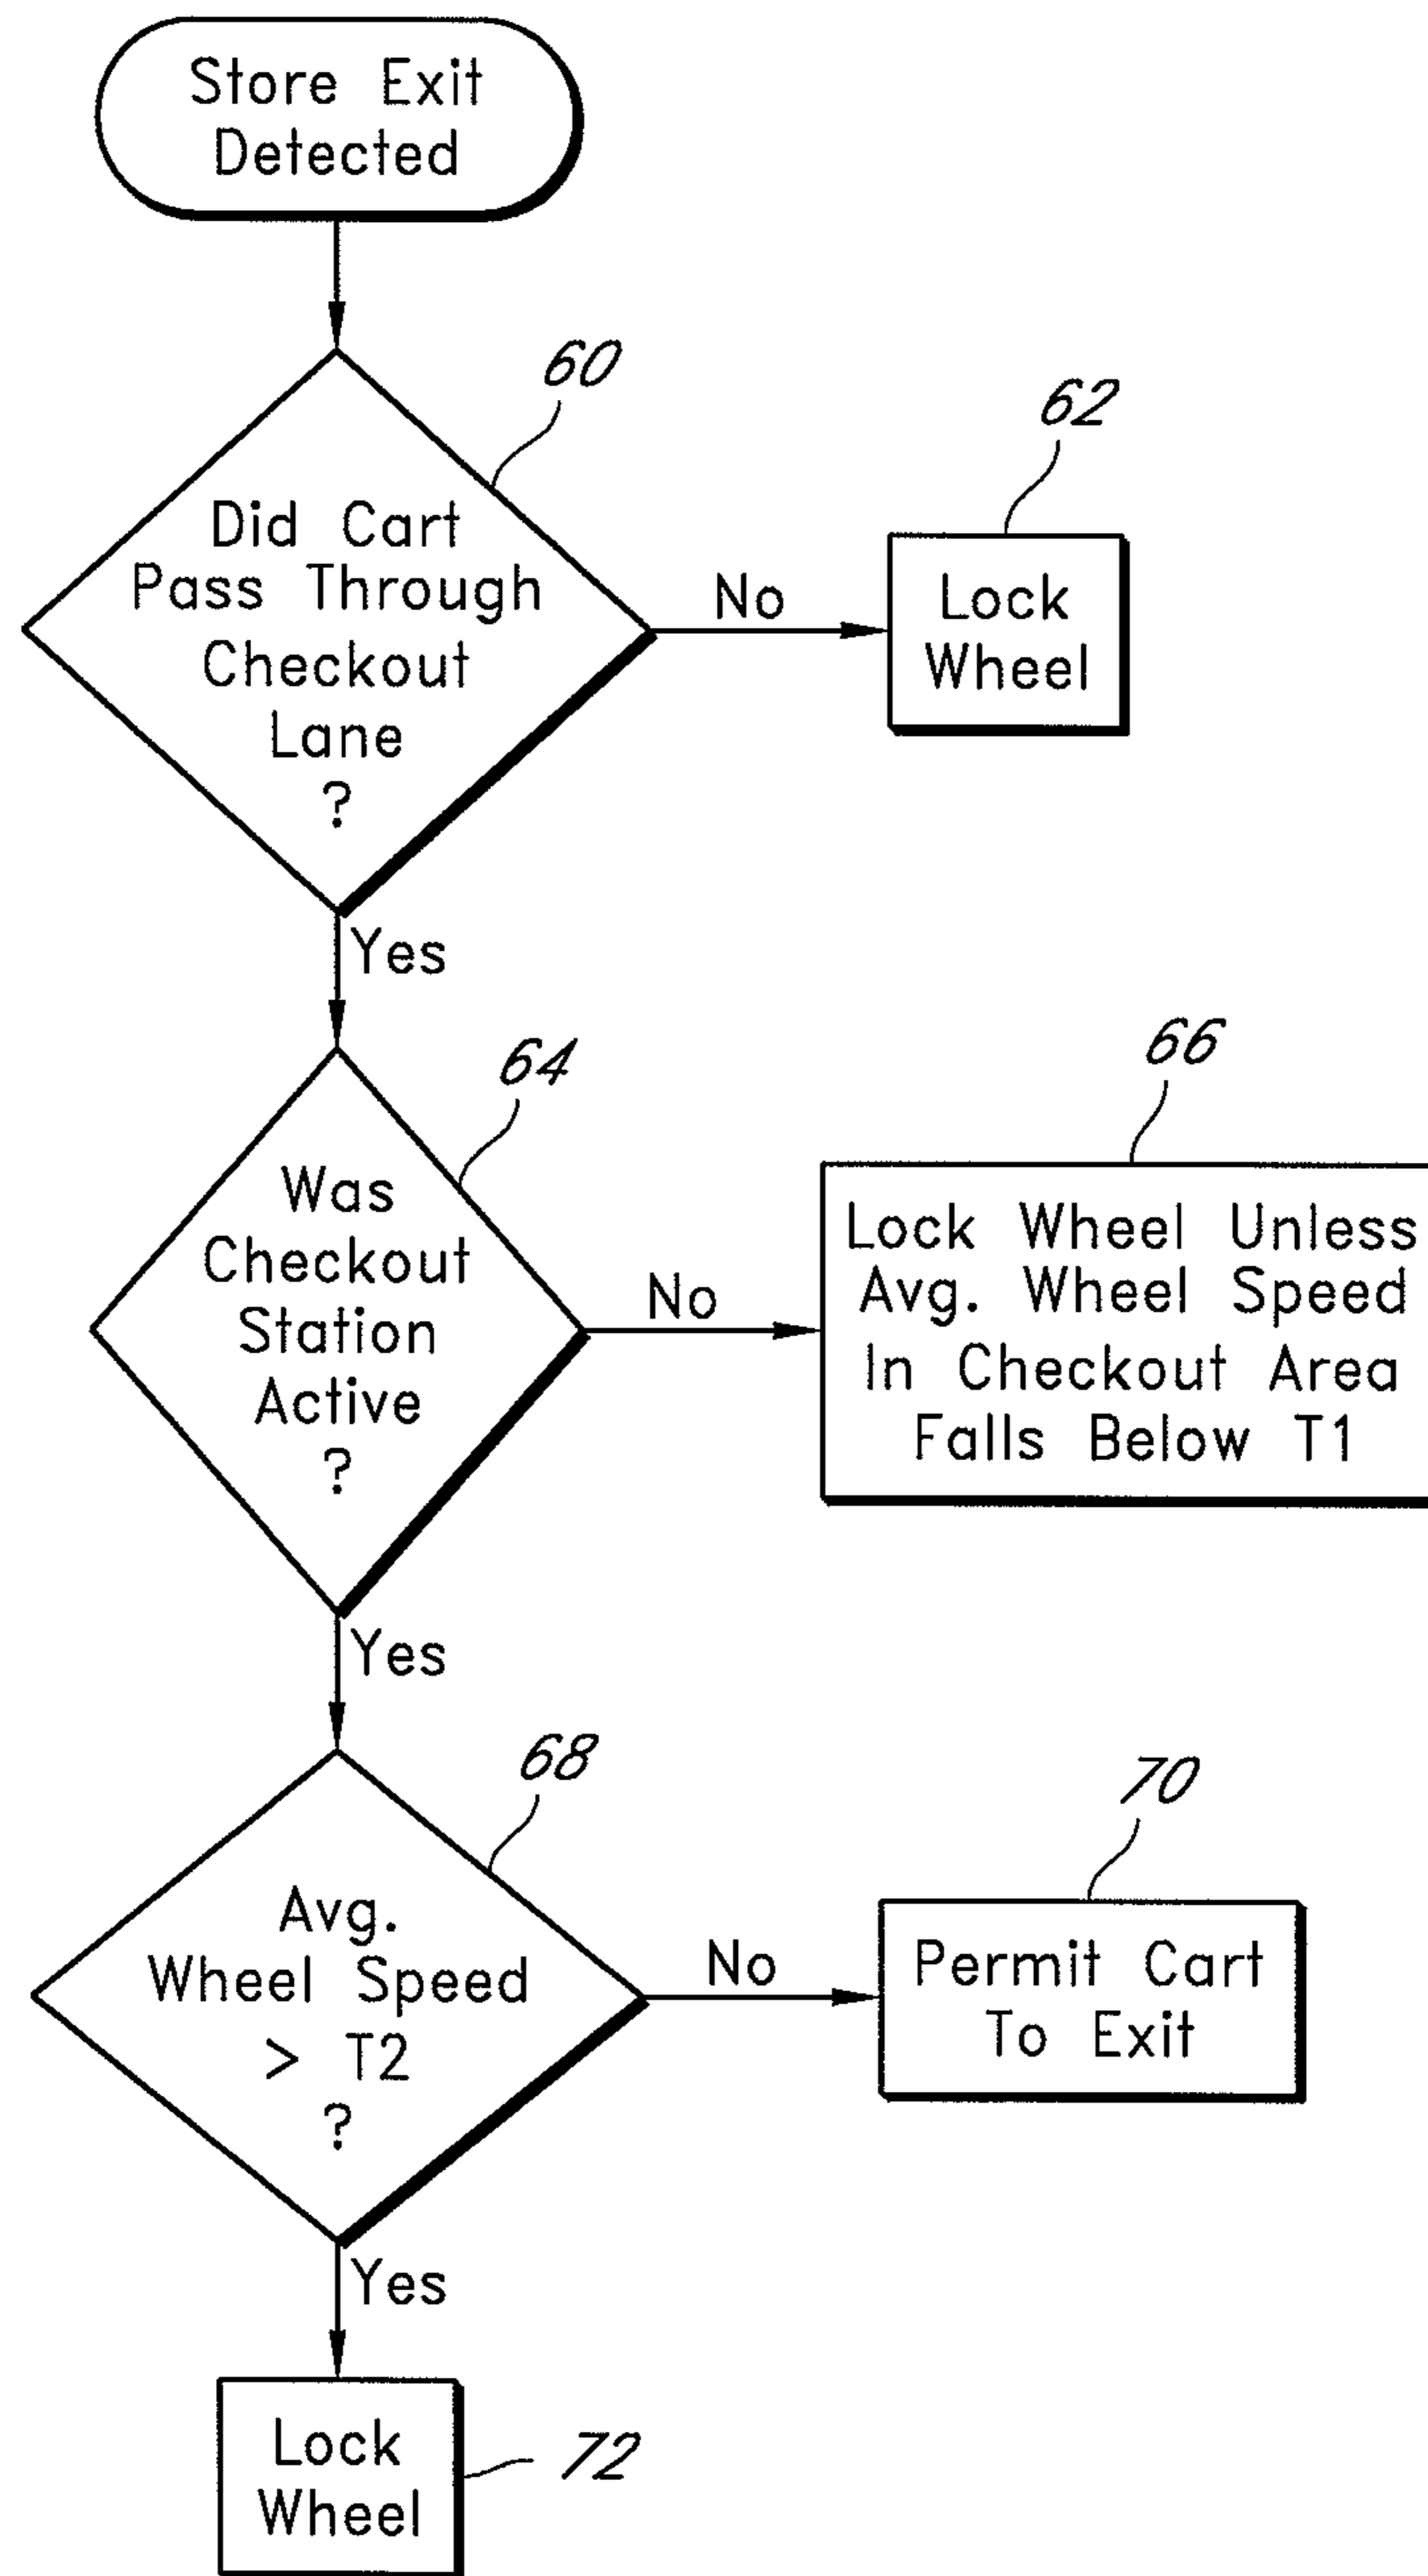 Store Exit
Detected
60
Did Cart
Pass Through
Checkout
Lane
?
No
62
Lock
Wheel
Yes
64
Was
Checkout
Station
Active
?
No
66
Lock Wheel Unless
Avg. Wheel Speed
In Checkout Area
Falls Below T1
Yes
68
Avg.
Wheel Speed
> T2
?
No
70
Permit Cart
To Exit
Yes
Lock
Wheel
72